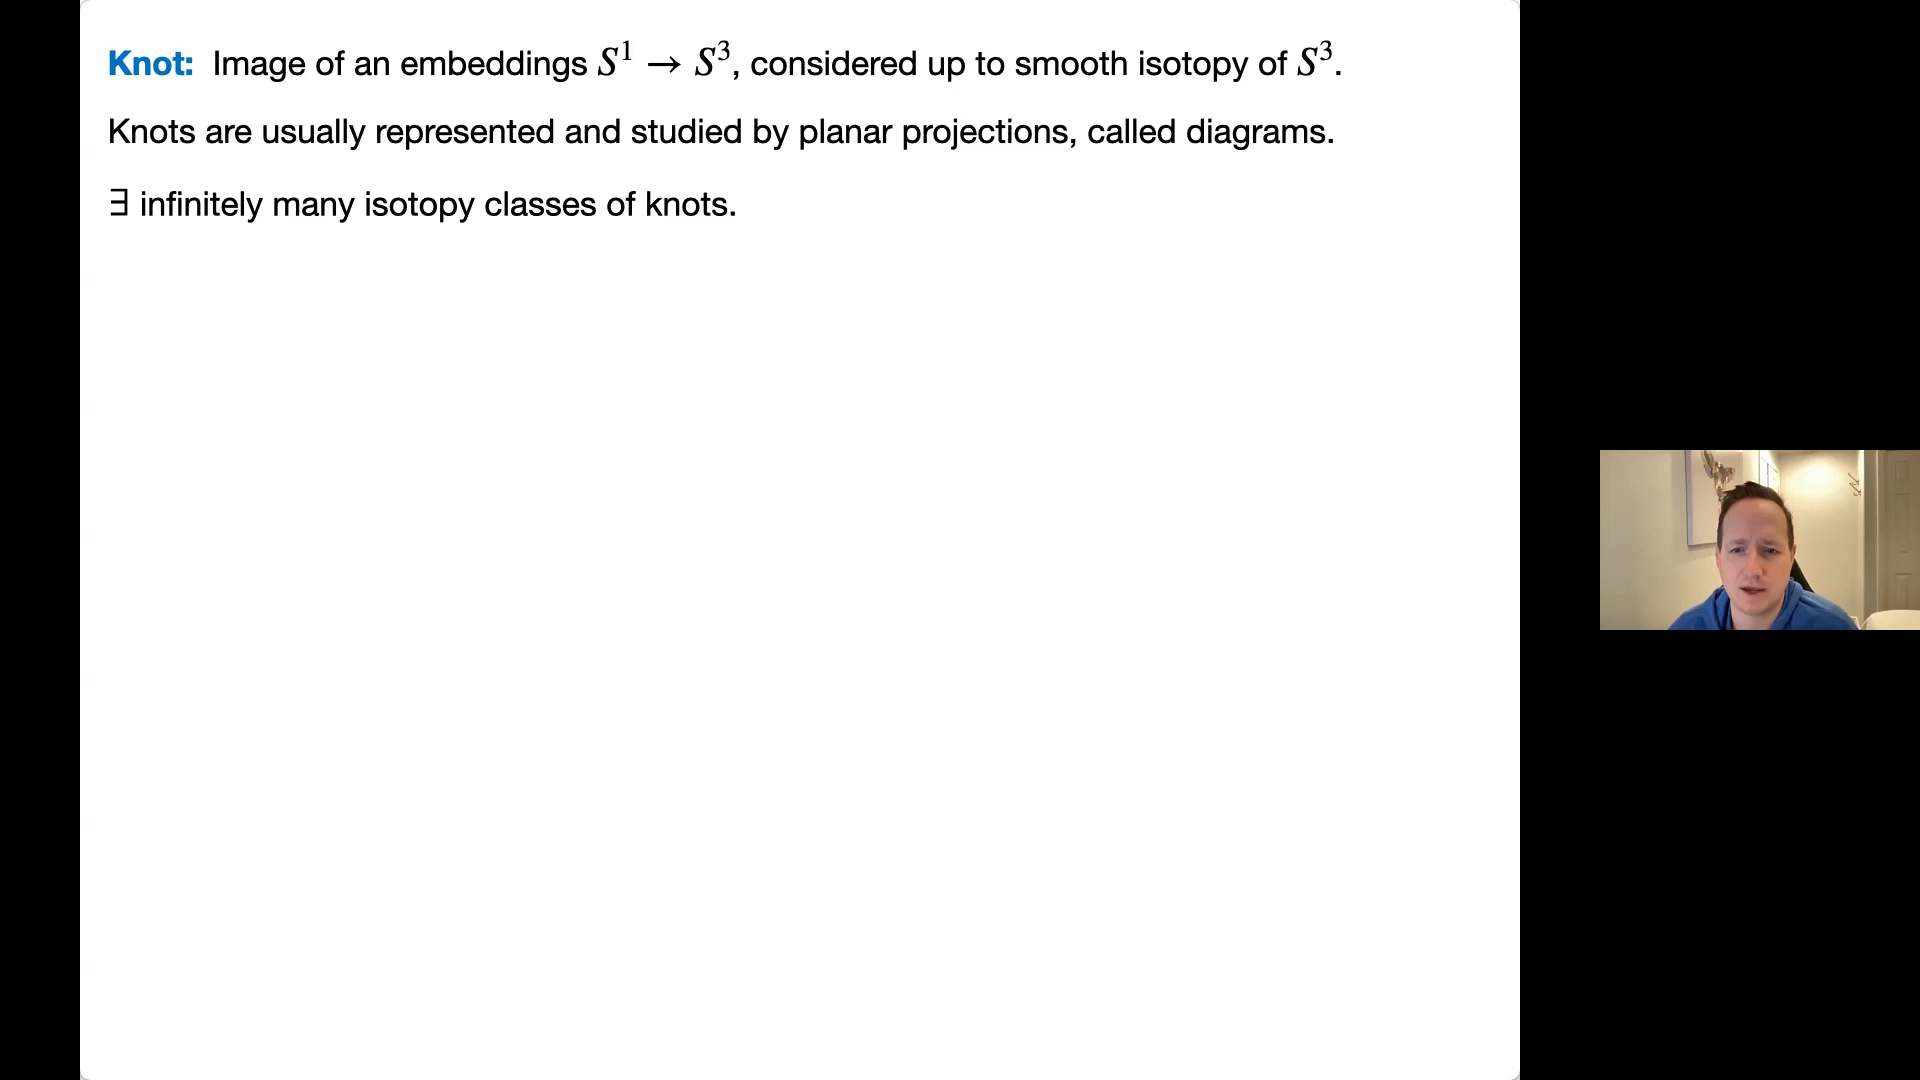 Knot: Image of an embeddings S¹ → S³, considered up to smooth isotopy of S³.
Knots are usually represented and studied by planar projections, called diagrams.
∃ infinitely many isotopy classes of knots.